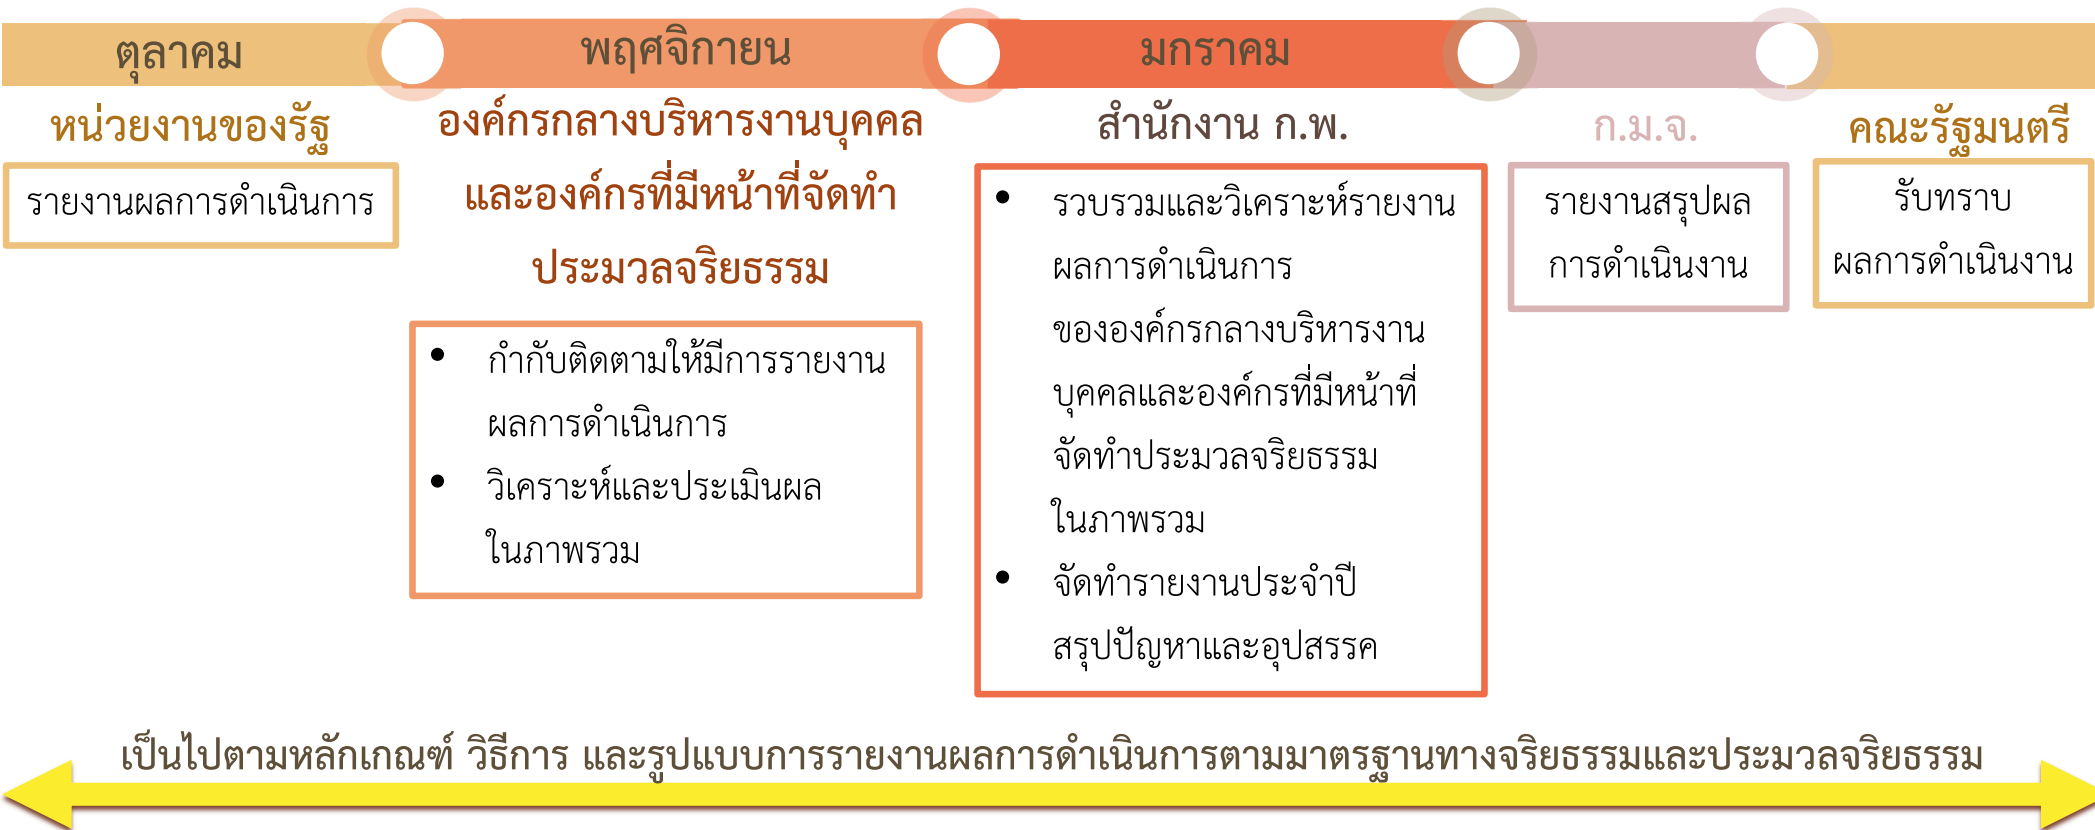 ตุลาคม
หน่วยงานของรัฐ
รายงานผลการดำเนินการ
พฤศจิกายน
องค์กรกลางบริหารงานบุคคล
และองค์กรที่มีหน้าที่จัดทำ
ประมวลจริยธรรม
• กำกับติดตามให้มีการรายงาน
ผลการดำเนินการ
• วิเคราะห์และประเมินผล
ในภาพรวม
มกราคม
สำนักงาน ก.พ.
• รวบรวมและวิเคราะห์รายงาน
ผลการดำเนินการ
ขององค์กรกลางบริหารงาน
บุคคลและองค์กรที่มีหน้าที่
จัดทำประมวลจริยธรรม
ในภาพรวม
• จัดทำรายงานประจำปี
สรุปปัญหาและอุปสรรค
ก.ม.จ.
รายงานสรุปผล
การดำเนินงาน
คณะรัฐมนตรี
รับทราบ
ผลการดำเนินงาน
เป็นไปตามหลักเกณฑ์ วิธีการ และรูปแบบการรายงานผลการดำเนินการตามมาตรฐานทางจริยธรรมและประมวลจริยธรรม